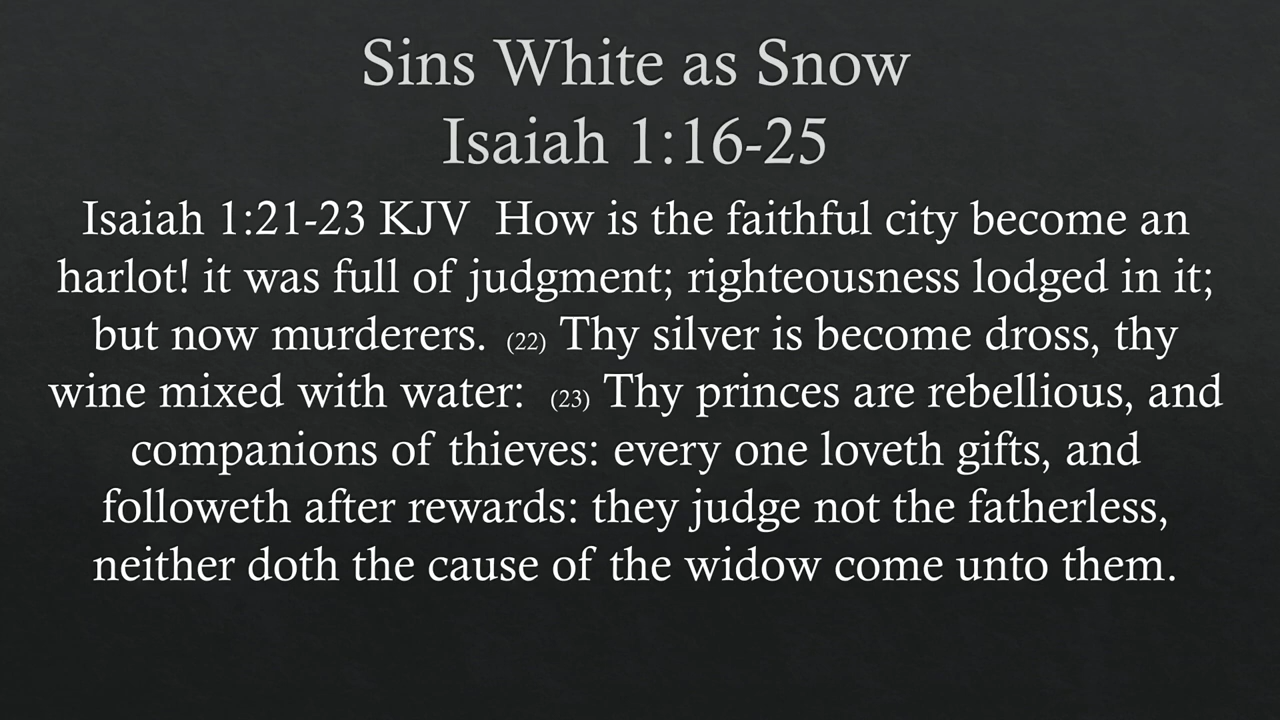 Sins White as Snow
Isaiah 1:16-25
Isaiah 1:21-23 KJV  How is the faithful city become an
harlot! it was full of judgment; righteousness lodged in it;
but now murderers.  (22) Thy silver is become dross, thy
wine mixed with water:  (23) Thy princes are rebellious, and
companions of thieves: every one loveth gifts, and
followeth after rewards: they judge not the fatherless,
neither doth the cause of the widow come unto them.